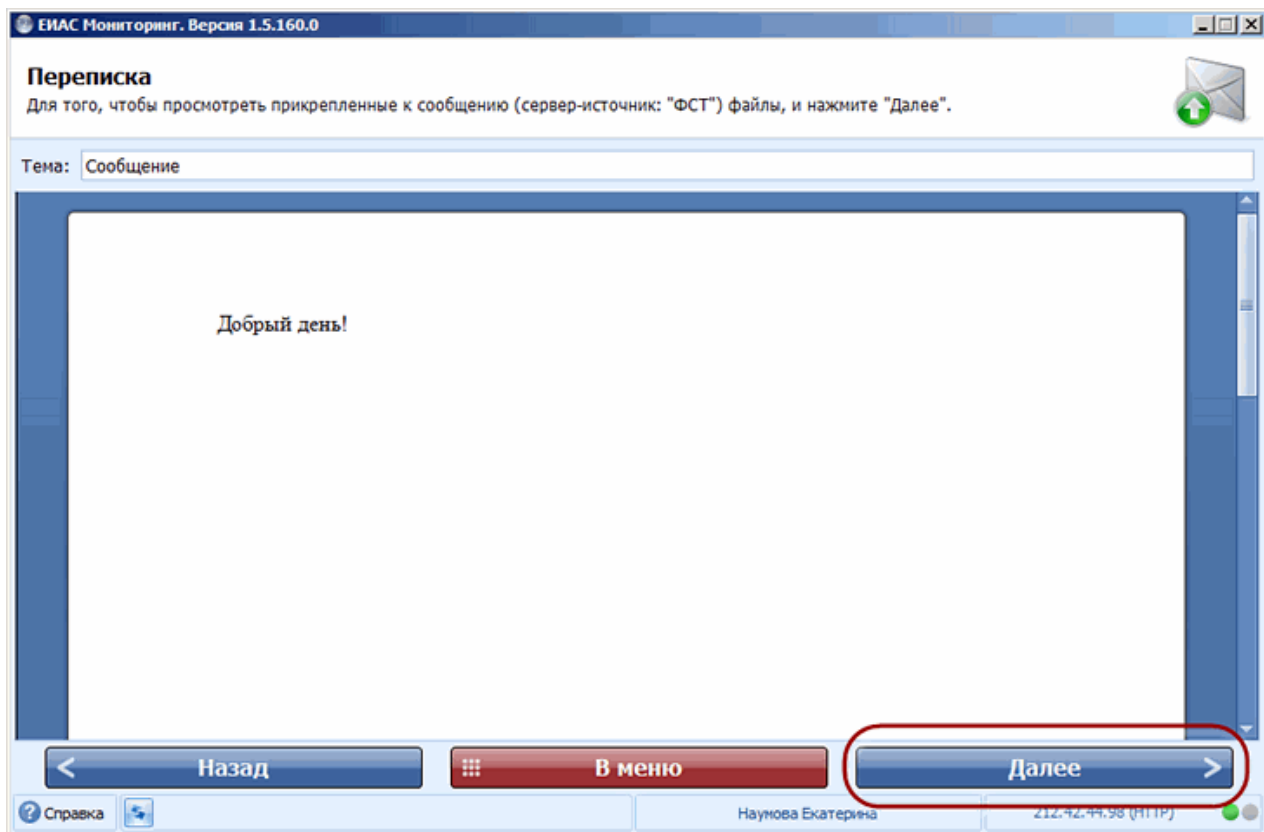 ЕИАС Мониторинг. Версия 1.5.160.0
Переписка
Для того, чтобы просмотреть прикрепленные к сообщению (сервер-источник: "ФСТ") файлы, и нажмите "Далее".
Тема: Сообщение
Добрый день!
Назад В меню Далее
Справка Наумова Екатерина 212.42.44.98 (HTTP)